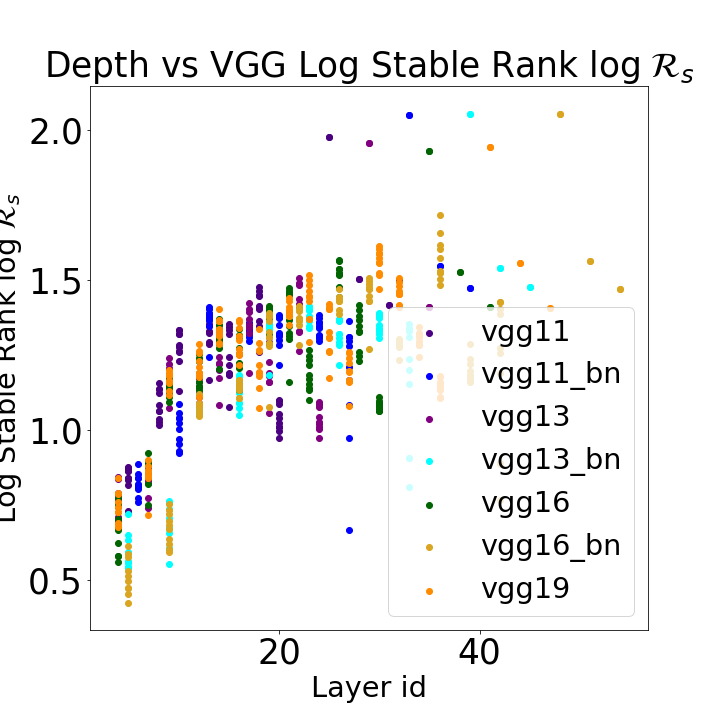 Depth vs VGG Log Stable Rank log ℛₛ
Log Stable Rank log ℛₛ
2.0
1.5
1.0
0.5
20 40
Layer id
vgg11
vgg11_bn
vgg13
vgg13_bn
vgg16
vgg16_bn
vgg19